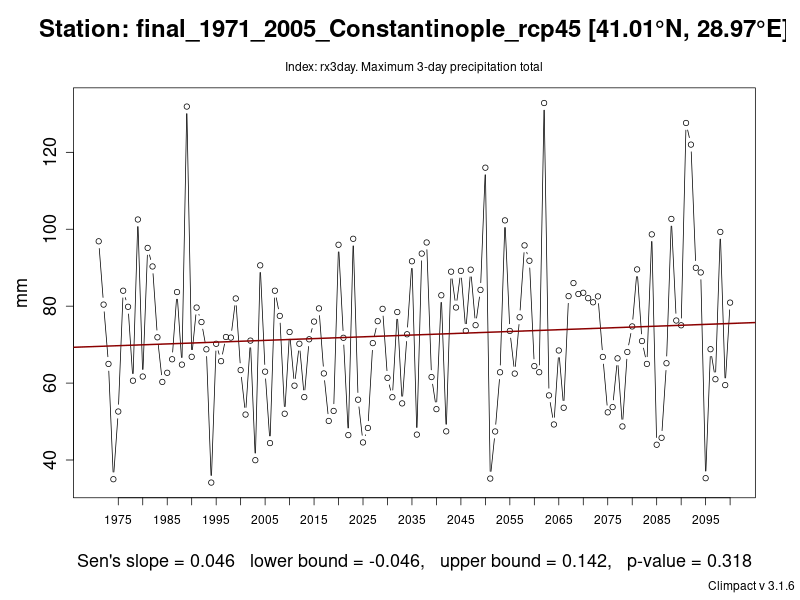 Station: final_1971_2005_Constantinople_rcp45 [41.01°N, 28.97°E]
Index: rx3day. Maximum 3-day precipitation total
mm
120
100
80
60
40
1975 1985 1995 2005 2015 2025 2035 2045 2055 2065 2075 2085 2095
Sen's slope = 0.046 lower bound = -0.046, upper bound = 0.142, p-value = 0.318
Climpact v 3.1.6